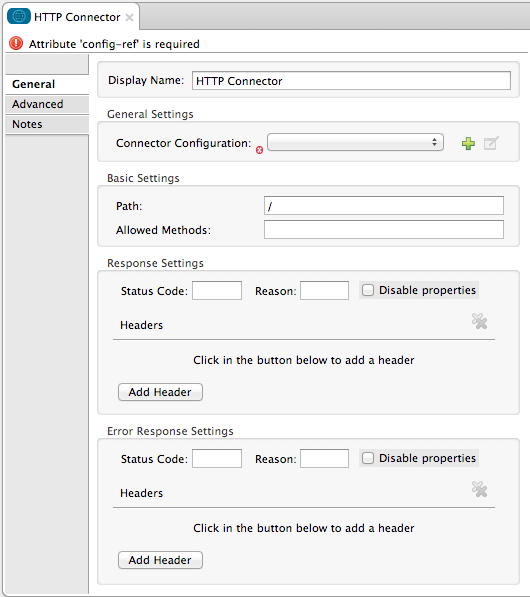 HTTP Connector
Attribute 'config-ref' is required
General
Advanced
Notes
Display Name: HTTP Connector
General Settings
Connector Configuration:
Basic Settings
Path: /
Allowed Methods:
Response Settings
Status Code: Reason: Disable properties
Headers
Click in the button below to add a header
Add Header
Error Response Settings
Status Code: Reason: Disable properties
Headers
Click in the button below to add a header
Add Header